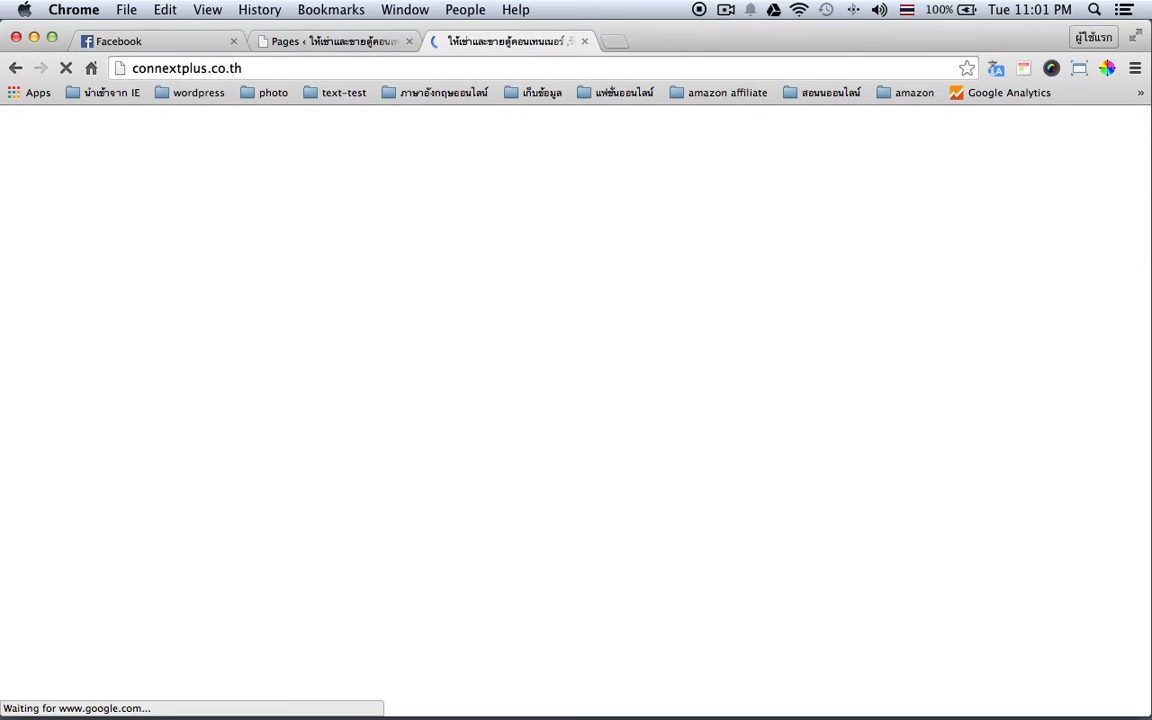 Chrome File Edit View History Bookmarks Window People Help 100% Tue 11:01 PM
Facebook Pages ‹ ให้เช่าและขายตู้คอนเท ให้เช่าและขายตู้คอนเทนเนอร์ ผู้ใช้แรก
connextplus.co.th
Apps นำเข้าจาก IE wordpress photo text-test ภาษาอังกฤษออนไลน์ เก็บข้อมูล แฟชั่นออนไลน์ amazon affiliate สอนนออนไลน์ amazon Google Analytics »
Waiting for www.google.com...